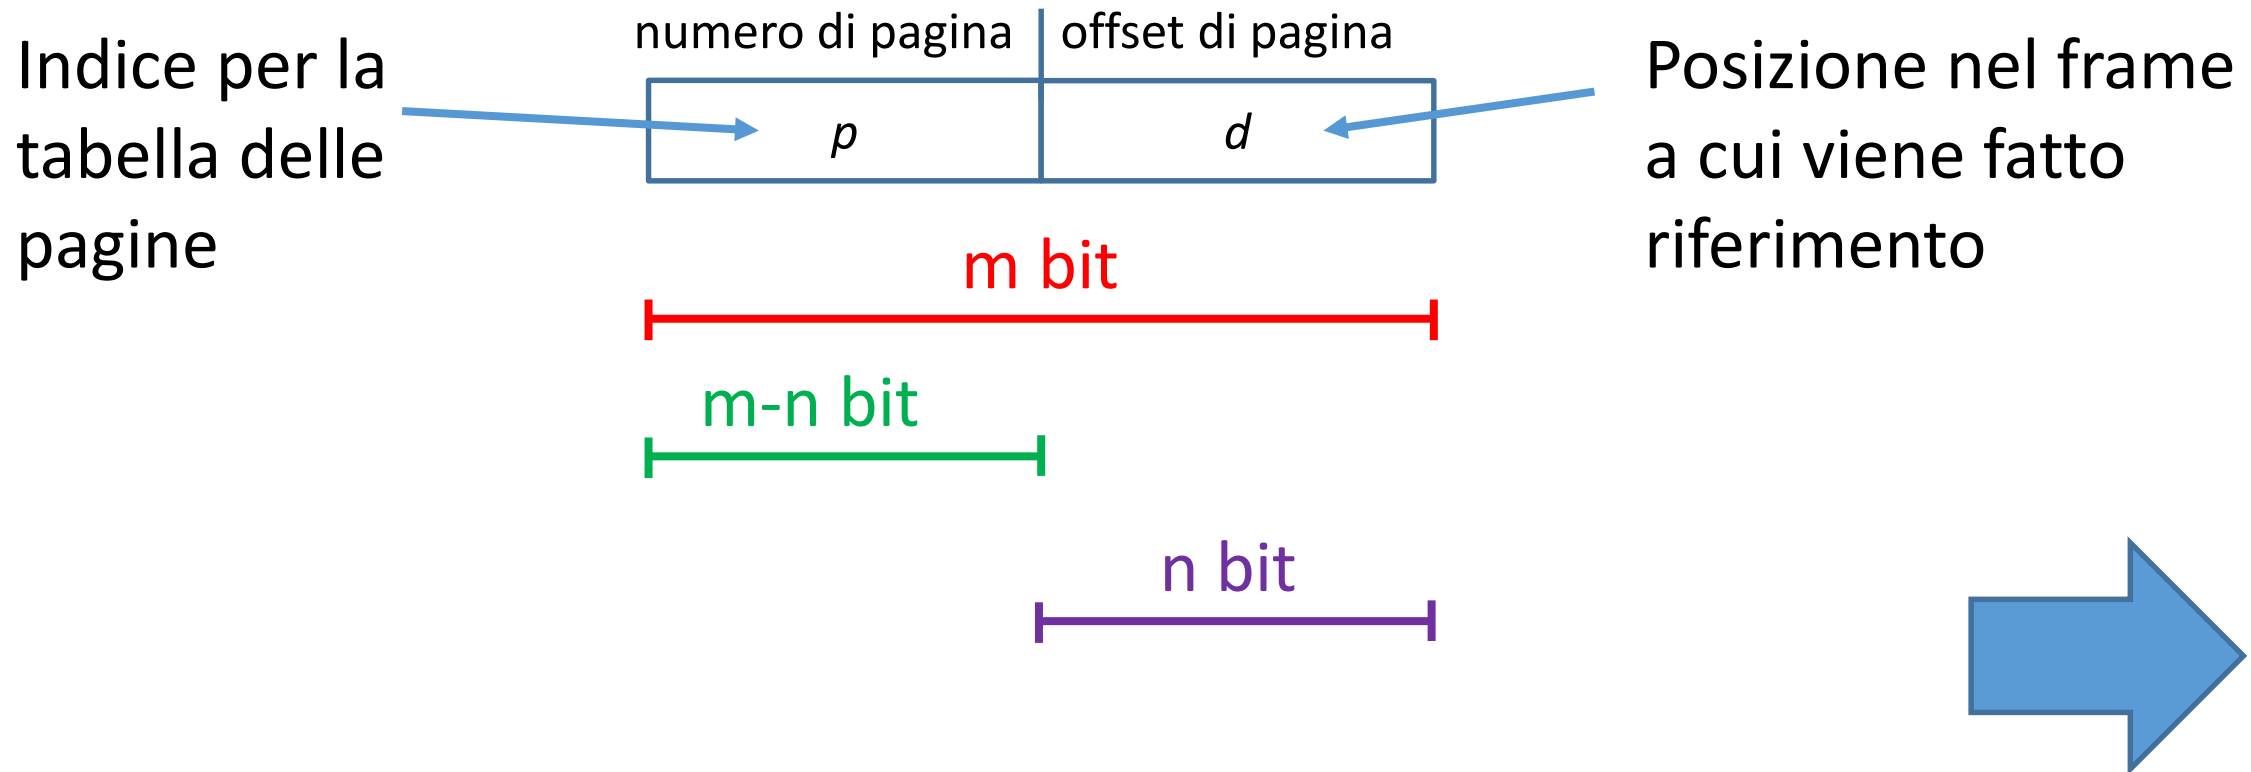 Indice per la
tabella delle
pagine
numero di pagina
offset di pagina
p
d
Posizione nel frame
a cui viene fatto
riferimento
m bit
m-n bit
n bit